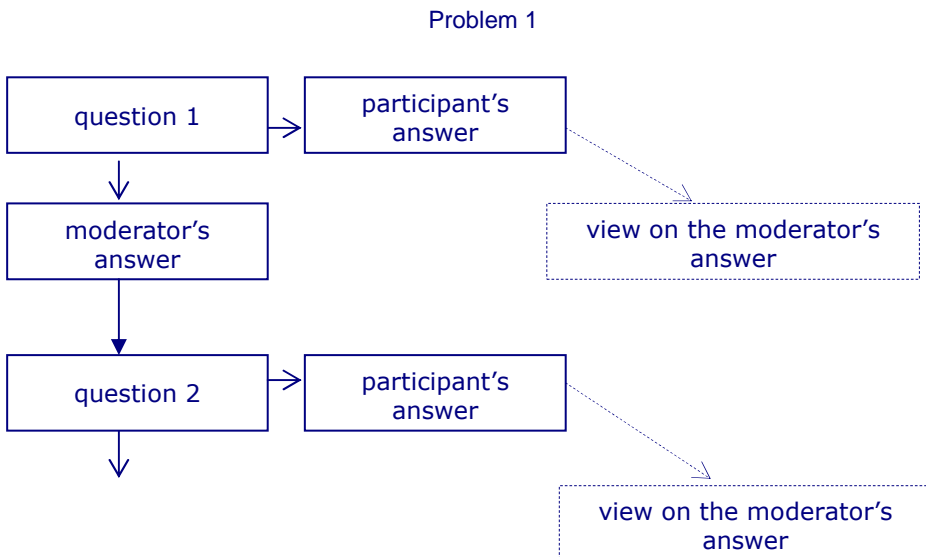 Problem 1
question 1
participant's
answer
moderator's
answer
view on the moderator's
answer
question 2
participant's
answer
view on the moderator's
answer